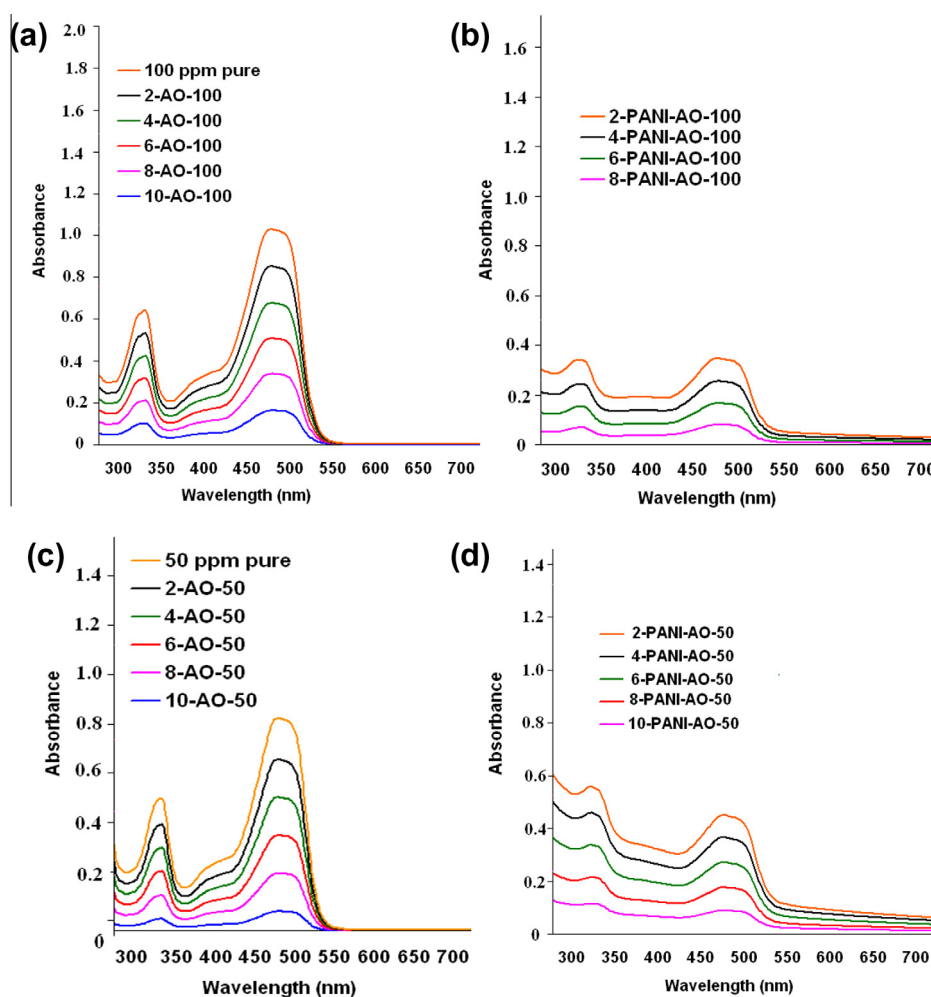 (a)
2.0
1.8
1.6
1.4
1.2
1.0
0.8
0.6
0.4
0.2
0
Absorbance
100 ppm pure
2-AO-100
4-AO-100
6-AO-100
8-AO-100
10-AO-100
300 350 400 450 500 550 600 650 700
Wavelength (nm)
(b)
1.6
1.4
1.2
1.0
0.8
0.6
0.4
0.2
0
Absorbance
2-PANI-AO-100
4-PANI-AO-100
6-PANI-AO-100
8-PANI-AO-100
300 350 400 450 500 550 600 650 700
Wavelength (nm)
(c)
1.4
1.2
1.0
0.8
0.6
0.4
0.2
0
Absorbance
50 ppm pure
2-AO-50
4-AO-50
6-AO-50
8-AO-50
10-AO-50
300 350 400 450 500 550 600 650 700
Wavelength (nm)
(d)
1.4
1.2
1.0
0.8
0.6
0.4
0.2
0
Absorbance
2-PANI-AO-50
4-PANI-AO-50
6-PANI-AO-50
8-PANI-AO-50
10-PANI-AO-50
300 350 400 450 500 550 600 650 700
Wavelength (nm)